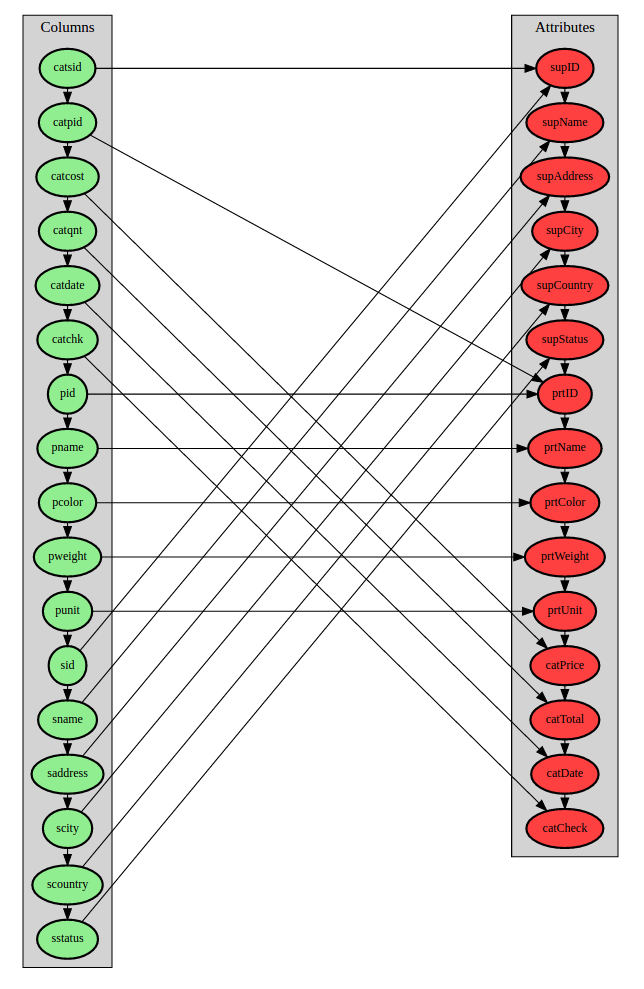 Columns
catsid
catpid
catcost
catqnt
catdate
catchk
pid
pname
pcolor
pweight
punit
sid
sname
saddress
scity
scountry
sstatus
Attributes
supID
supName
supAddress
supCity
supCountry
supStatus
prtID
prtName
prtColor
prtWeight
prtUnit
catPrice
catTotal
catDate
catCheck